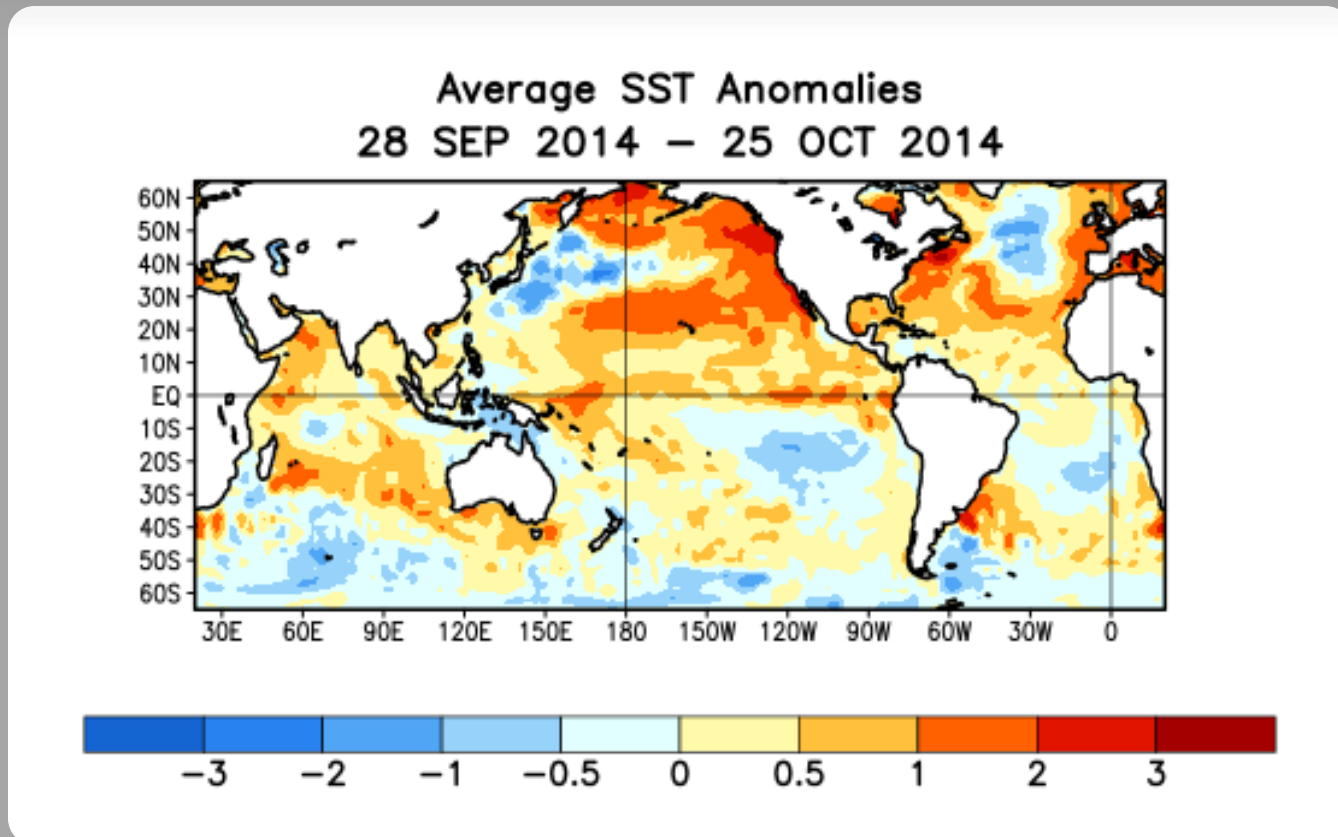 Average SST Anomalies
28 SEP 2014 – 25 OCT 2014
60N
50N
40N
30N
20N
10N
EQ
10S
20S
30S
40S
50S
60S
30E 60E 90E 120E 150E 180 150W 120W 90W 60W 30W 0
−3 −2 −1 −0.5 0 0.5 1 2 3